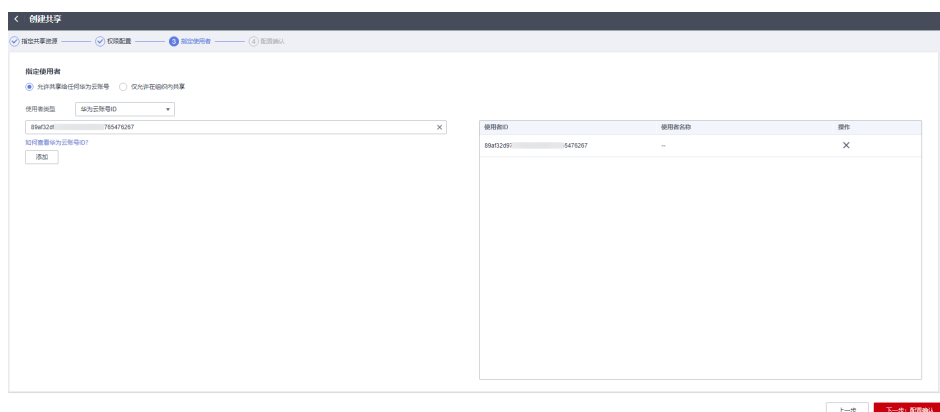 < 创建共享
指定共享资源 权限配置 3 指定使用者 4 配置确认
指定使用者
允许共享给任何华为云账号 仅允许在组织内共享
使用者类型 华为云账号ID
89af32df 765476267
如何查看华为云账号ID?
添加
使用者ID 使用者名称 操作
89af32d97 5476267 --
上一步 下一步：配置确认